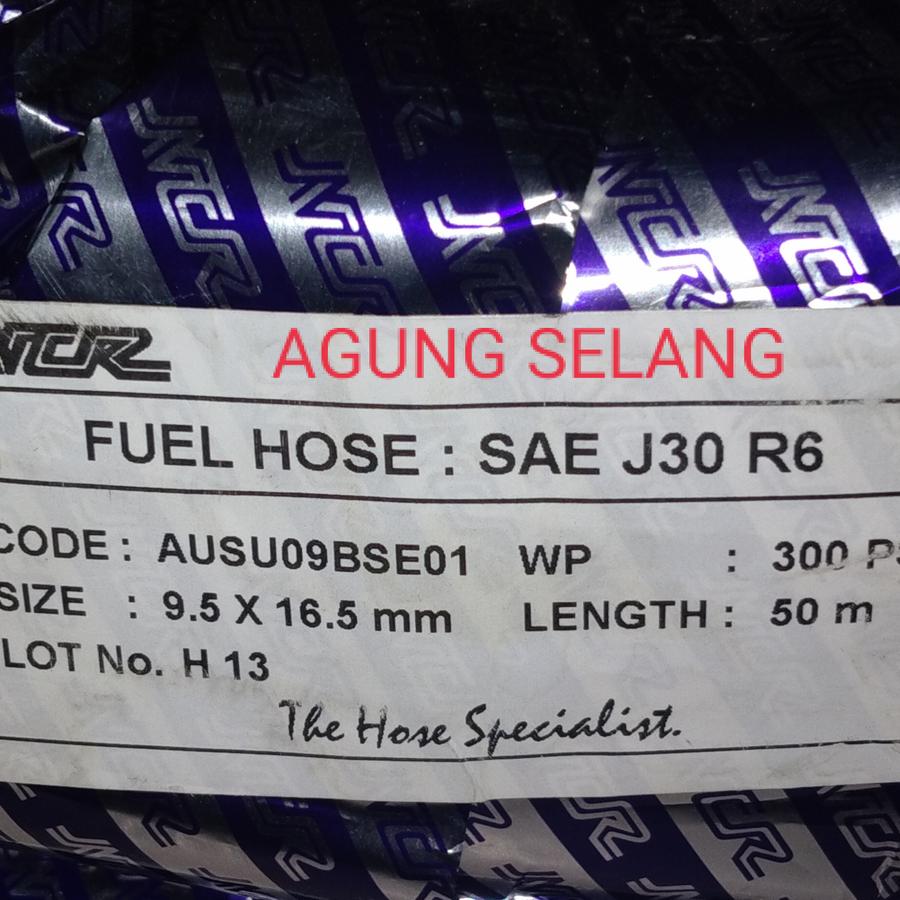 AGUNG SELANG
FUEL HOSE : SAE J30 R6
CODE : AUSU09BSE01 WP : 300
SIZE : 9.5 X 16.5 mm LENGTH : 50 m
LOT No. H 13
The Hose Specialist.